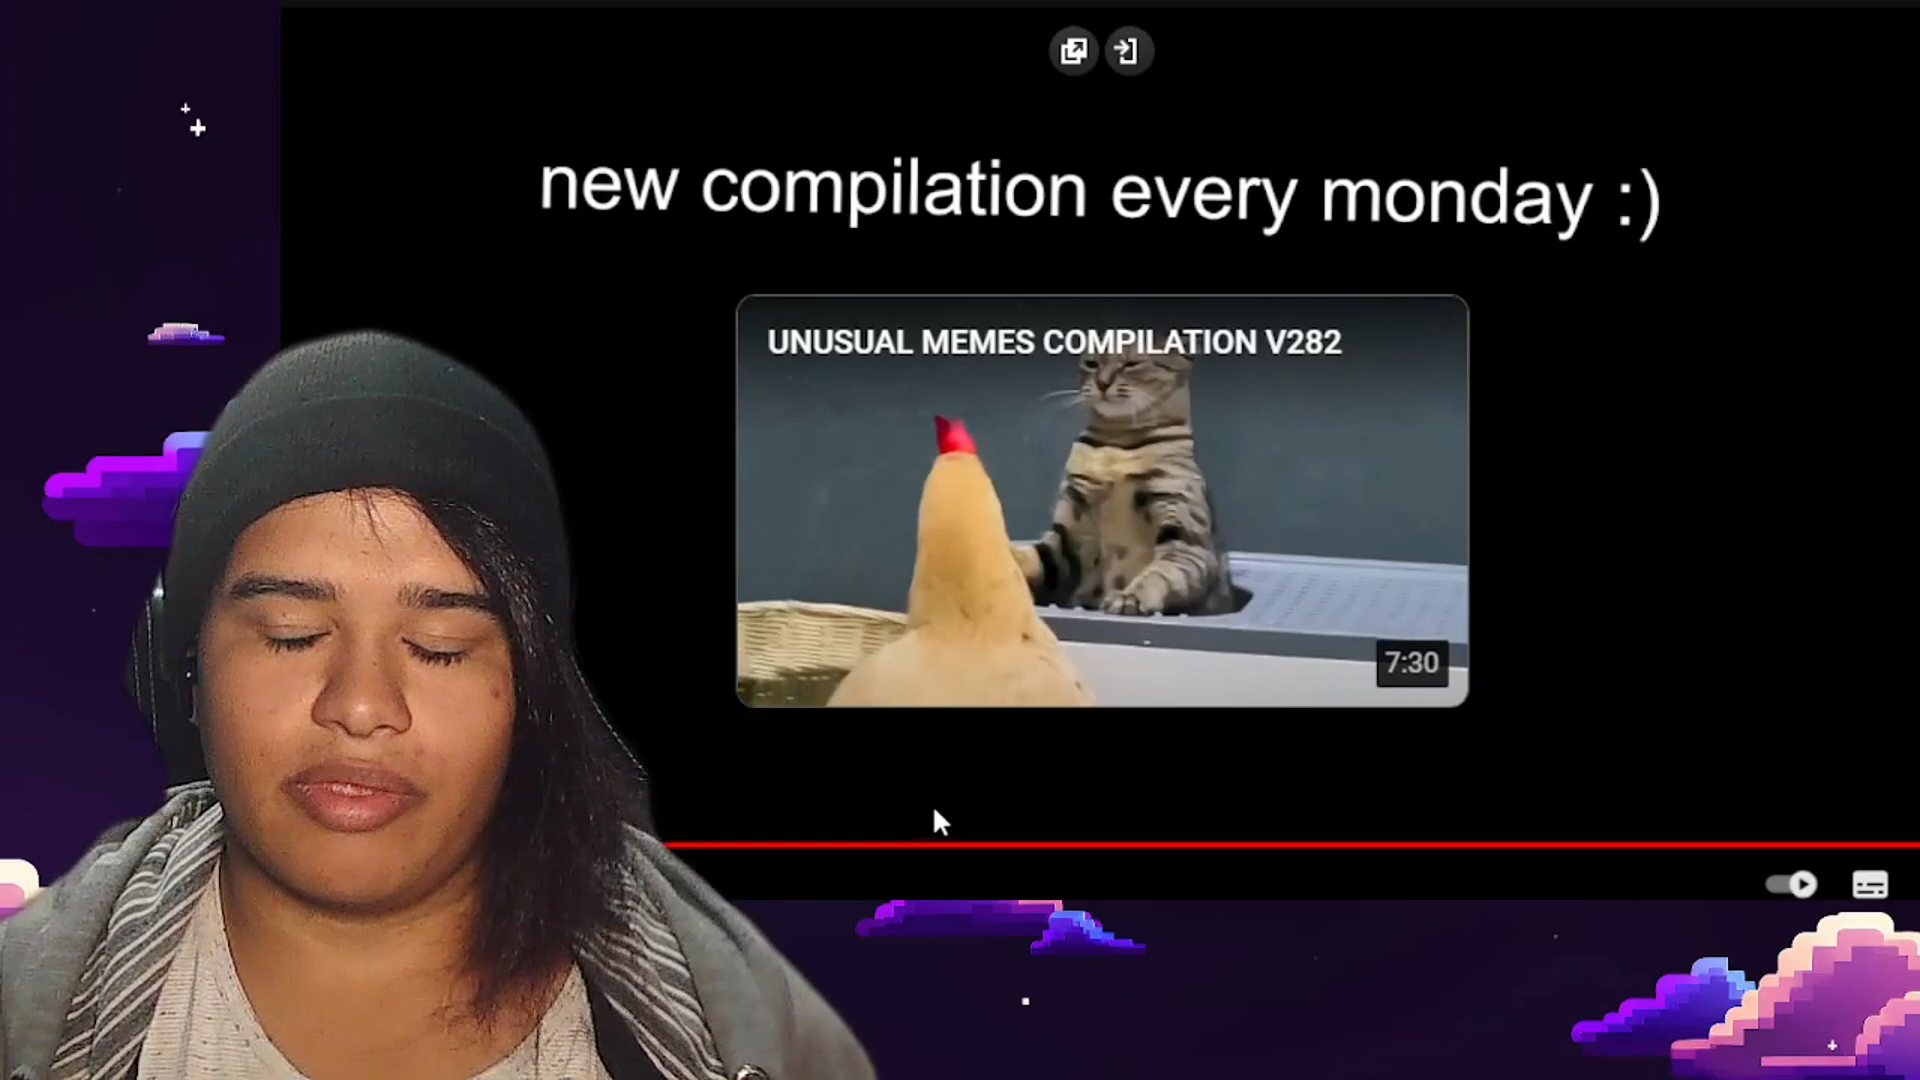 new compilation every monday :)
UNUSUAL MEMES COMPILATION V282
7:30